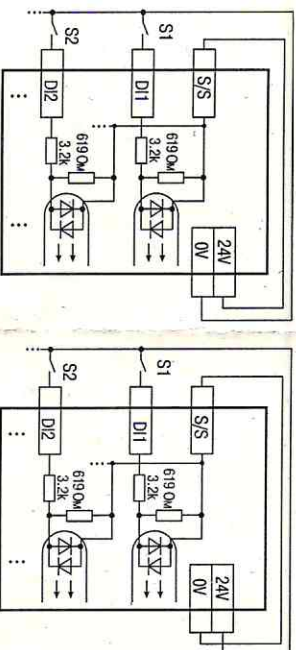 S/S
24V
0V
S1
DI1
619 Ом
3.2k
S2
DI2
619 Ом
3.2k
...
...
S/S
24V
0V
S1
DI1
619 Ом
3.2k
S2
DI2
619 Ом
3.2k
...
...